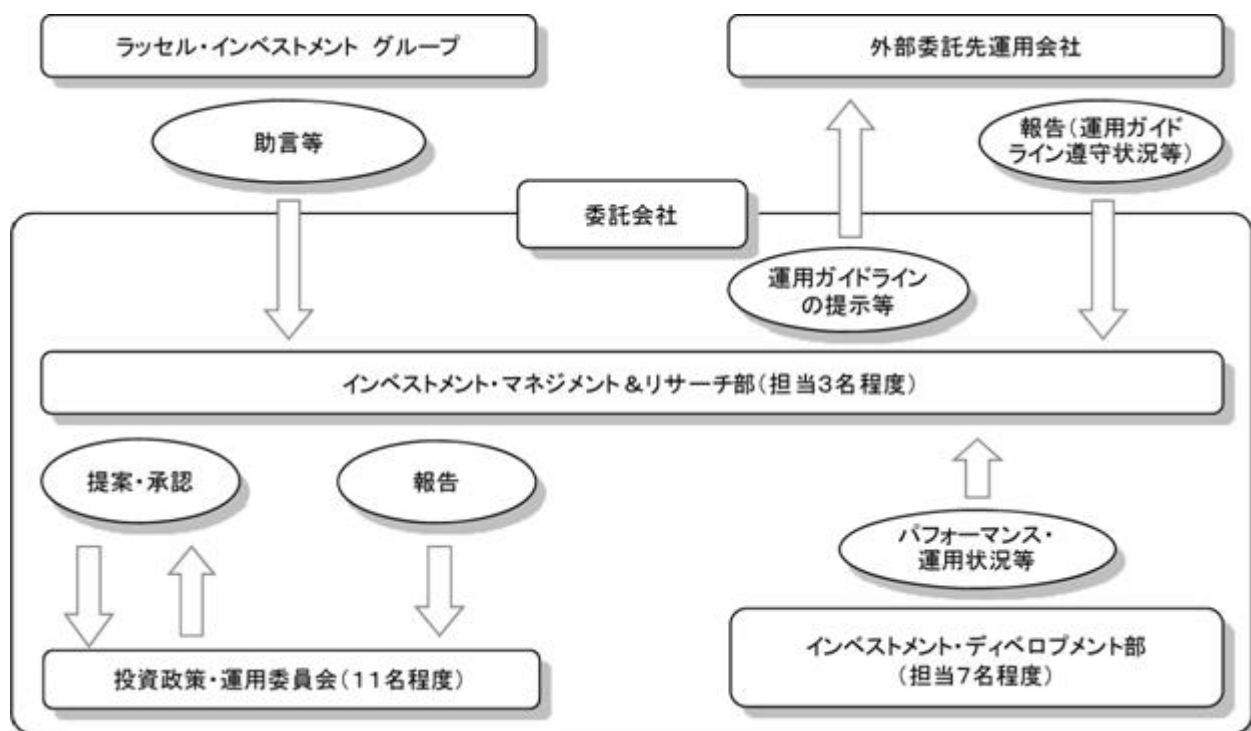 ラッセル・インベストメント グループ
外部委託先運用会社
助言等
報告(運用ガイド
ライン遵守状況等)
委託会社
運用ガイドライン
の提示等
インベストメント・マネジメント&リサーチ部(担当3名程度)
提案・承認
報告
パフォーマンス・
運用状況等
投資政策・運用委員会(11名程度)
インベストメント・ディベロプメント部
(担当7名程度)